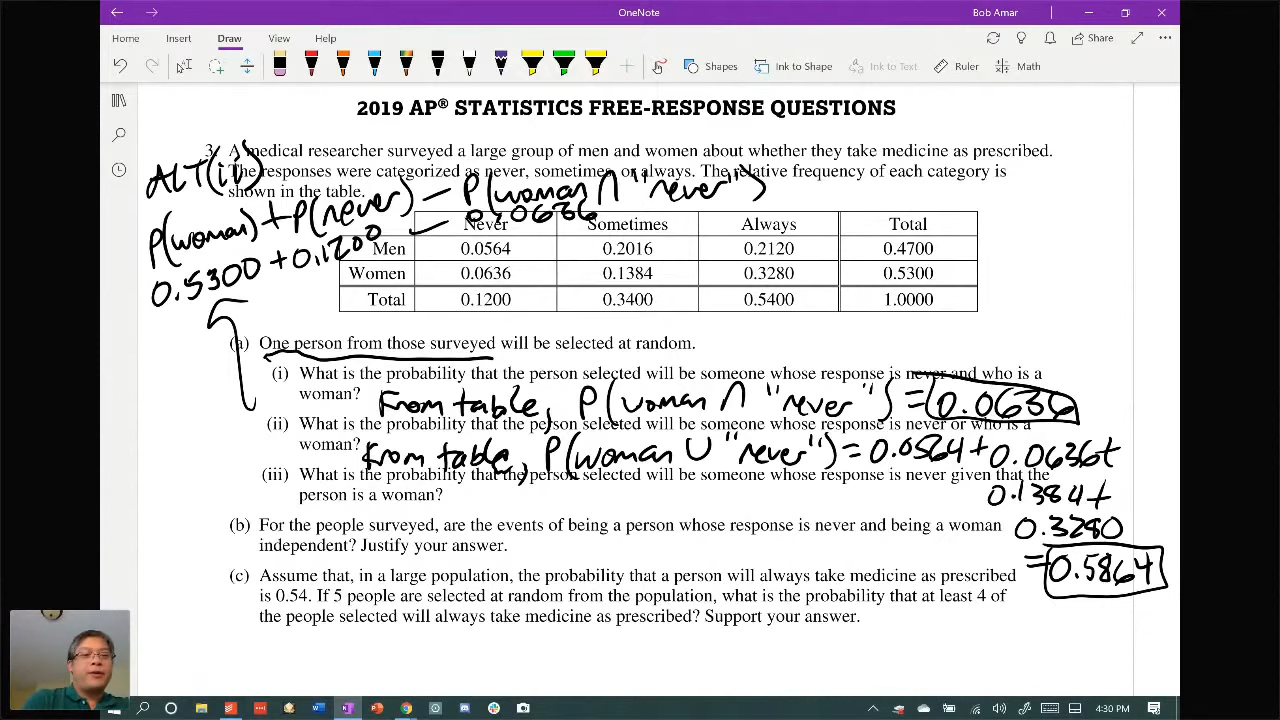 OneNote
Bob Amar
Home Insert Draw View Help
Share
Shapes Ink to Shape Ink to Text Ruler Math
2019 AP® STATISTICS FREE-RESPONSE QUESTIONS
3. A medical researcher surveyed a large group of men and women about whether they take medicine as prescribed.
The responses were categorized as never, sometimes, or always. The relative frequency of each category is
shown in the table.
ALT(ii)
P(woman) + P(never) - P(woman ∩ "never")
0.5300 + 0.1200 - 0.0636
Never Sometimes Always Total
Men 0.0564 0.2016 0.2120 0.4700
Women 0.0636 0.1384 0.3280 0.5300
Total 0.1200 0.3400 0.5400 1.0000
(a) One person from those surveyed will be selected at random.
(i) What is the probability that the person selected will be someone whose response is never and who is a
woman?
From table, P(woman ∩ "never") = 0.0636
(ii) What is the probability that the person selected will be someone whose response is never or who is a
woman?
From table, P(woman ∪ "never") = 0.0564 + 0.0636 +
0.1384 +
0.3280
= 0.5864
(iii) What is the probability that the person selected will be someone whose response is never given that the
person is a woman?
(b) For the people surveyed, are the events of being a person whose response is never and being a woman
independent? Justify your answer.
(c) Assume that, in a large population, the probability that a person will always take medicine as prescribed
is 0.54. If 5 people are selected at random from the population, what is the probability that at least 4 of
the people selected will always take medicine as prescribed? Support your answer.
4:30 PM